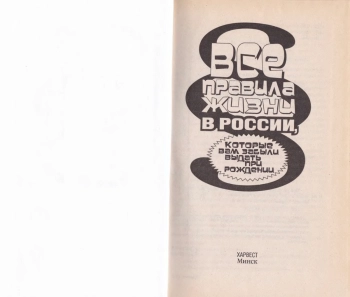 ВСЕ
ПРАВИЛА
ЖИЗНИ
В РОССИИ,
КОТОРЫЕ
ВАМ ЗАБЫЛИ
ВЫДАТЬ
ПРИ
РОЖДЕНИИ
ХАРВЕСТ
МИНСК